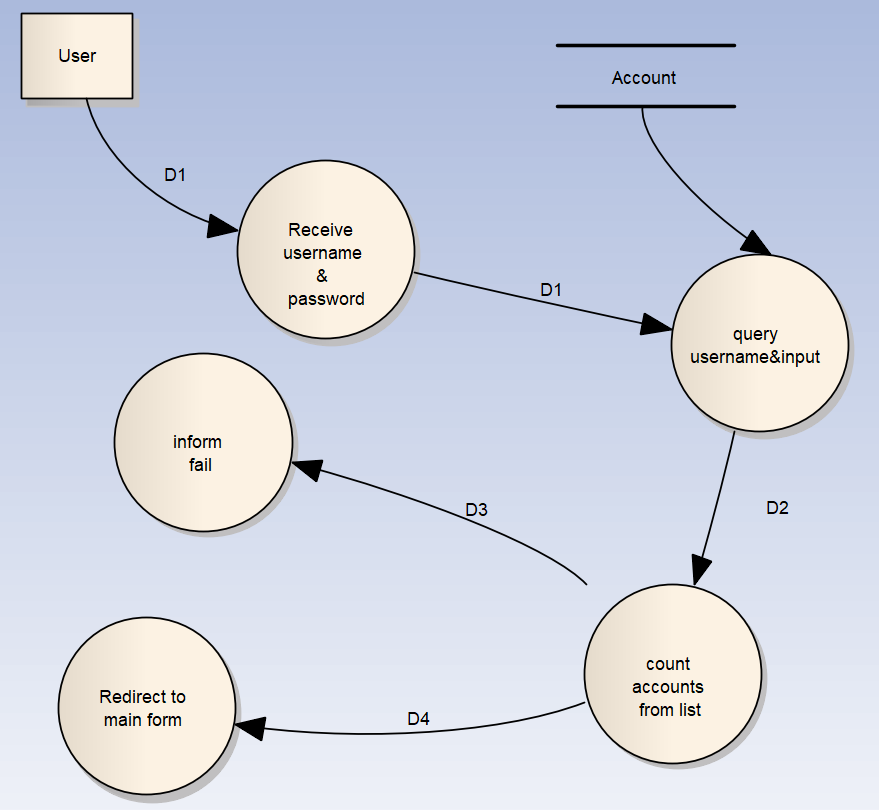 User
Account
D1
Receive
username
&
password
D1
query
username&input
inform
fail
D3
D2
count
accounts
from list
Redirect to
main form
D4